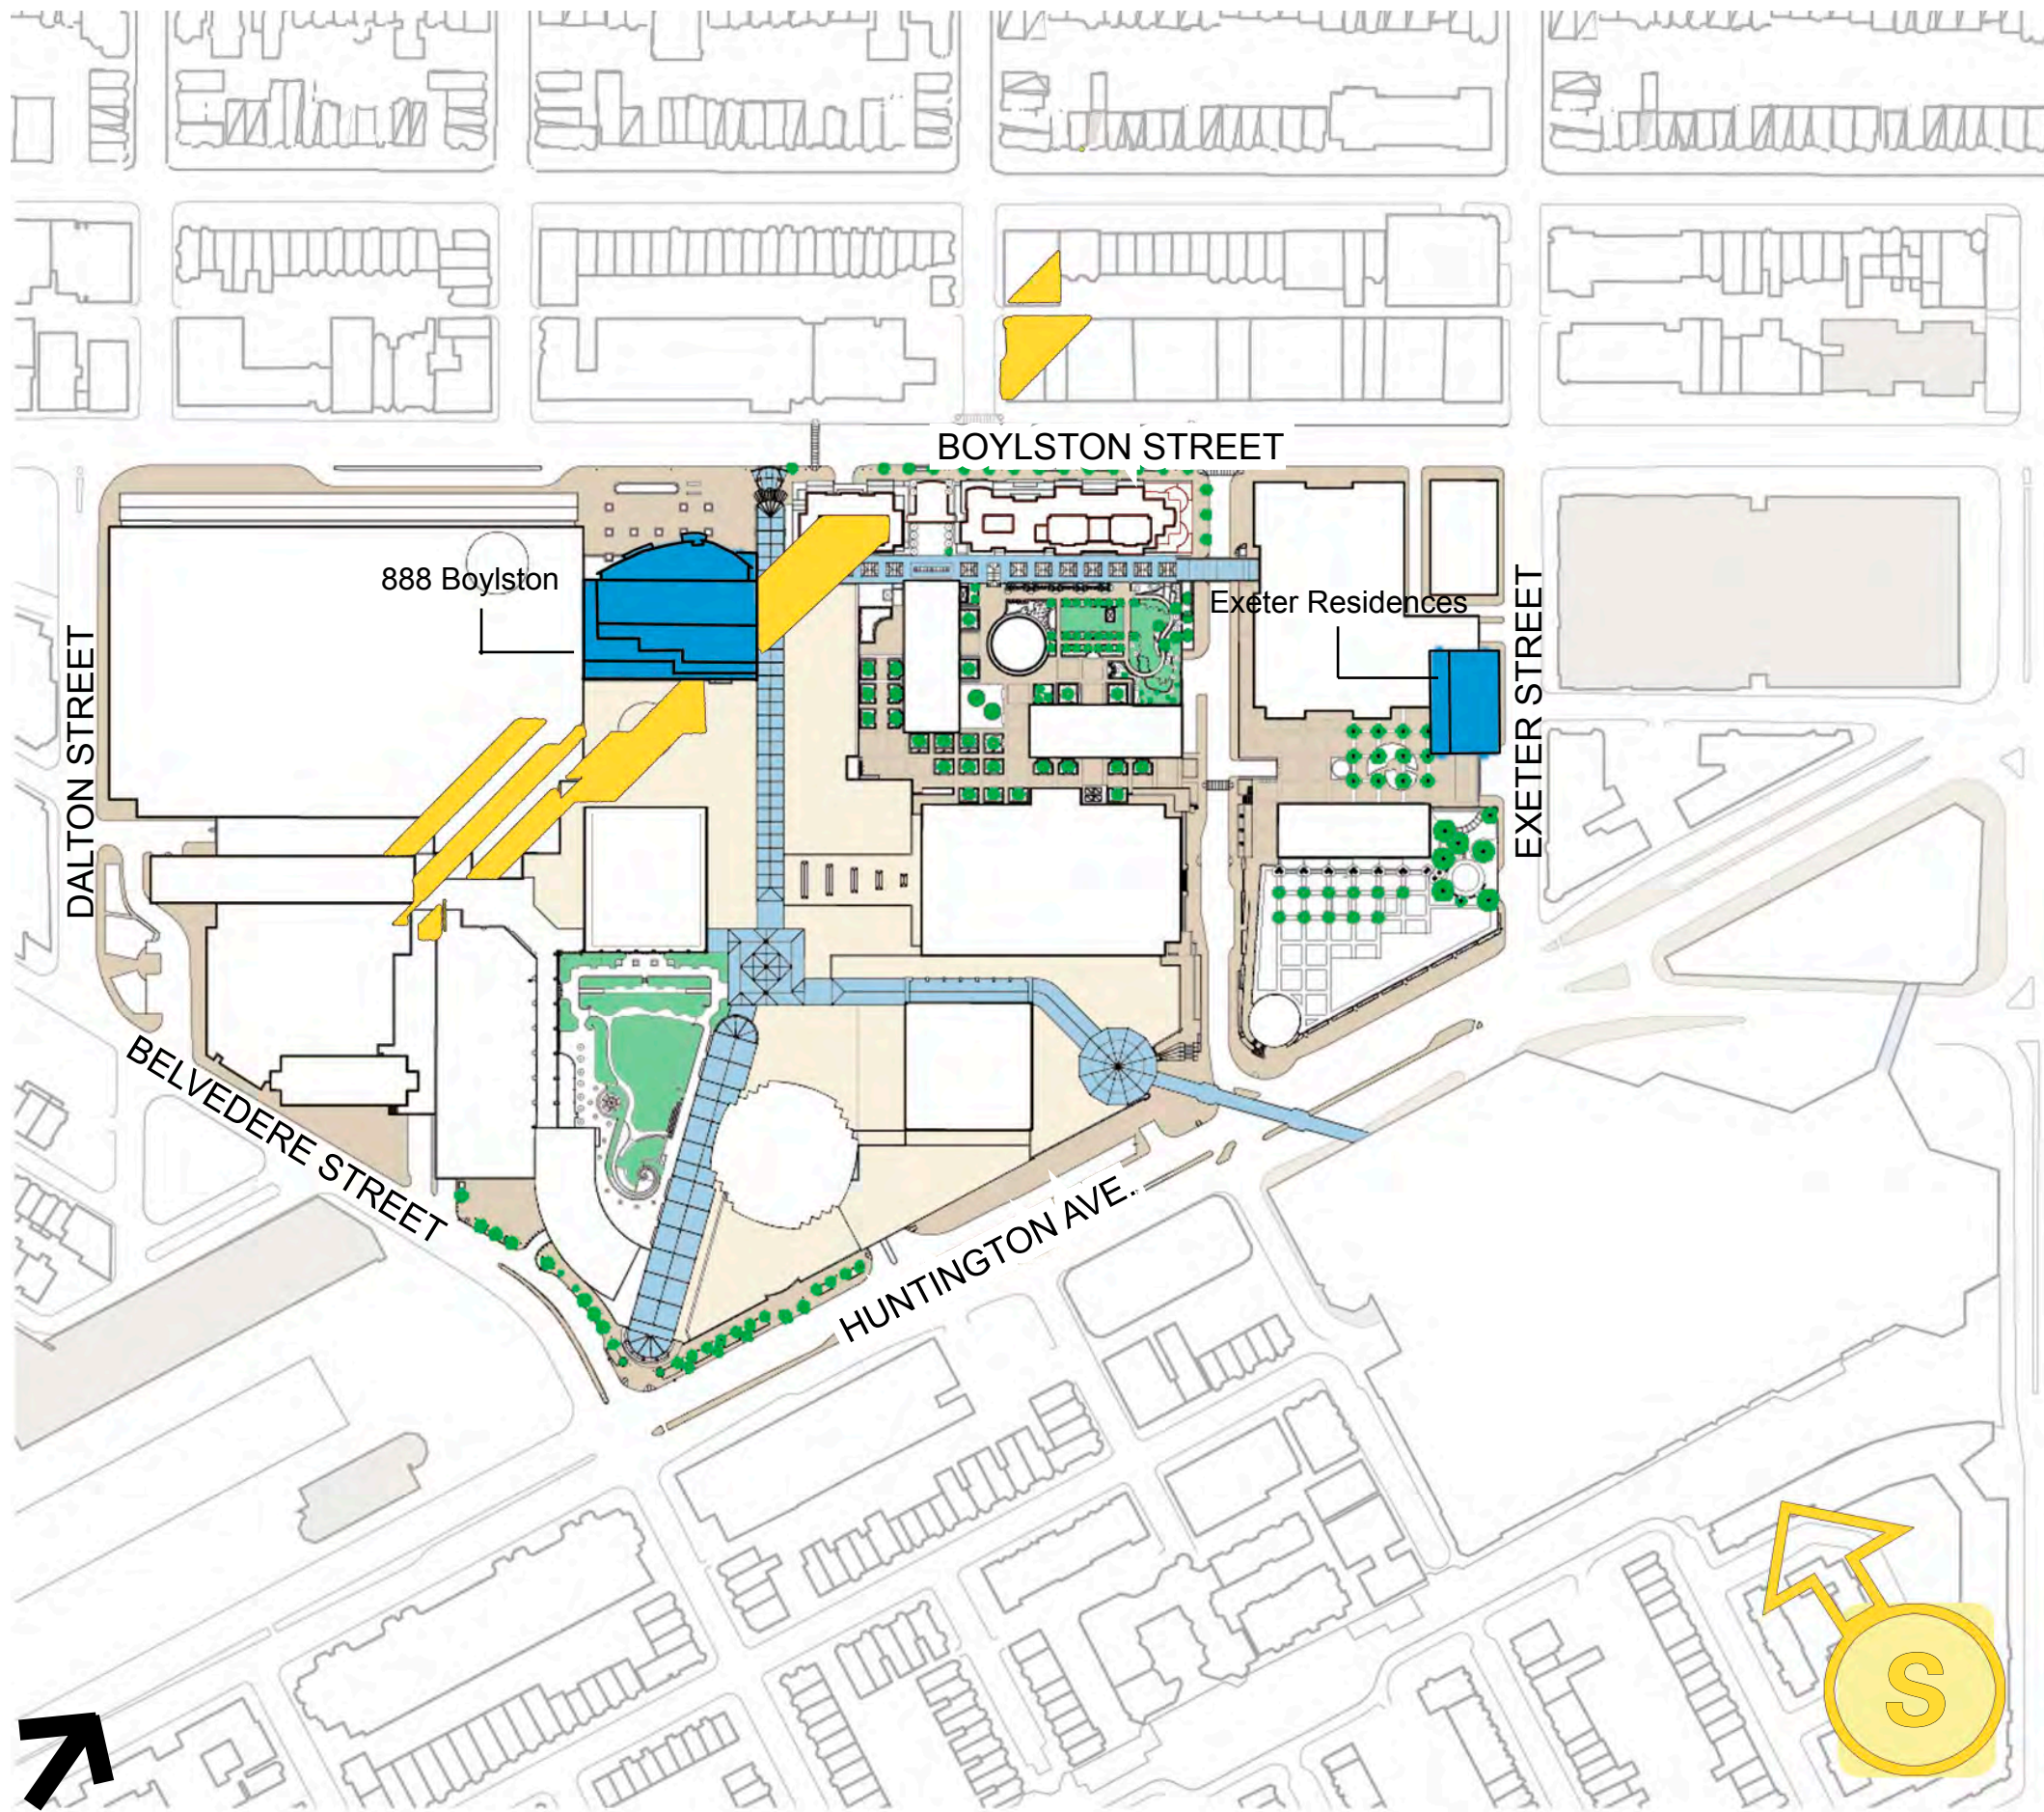 BOYLSTON STREET
888 Boylston
Exeter Residences
DALTON STREET
EXETER STREET
BELVEDERE STREET
HUNTINGTON AVE.
S